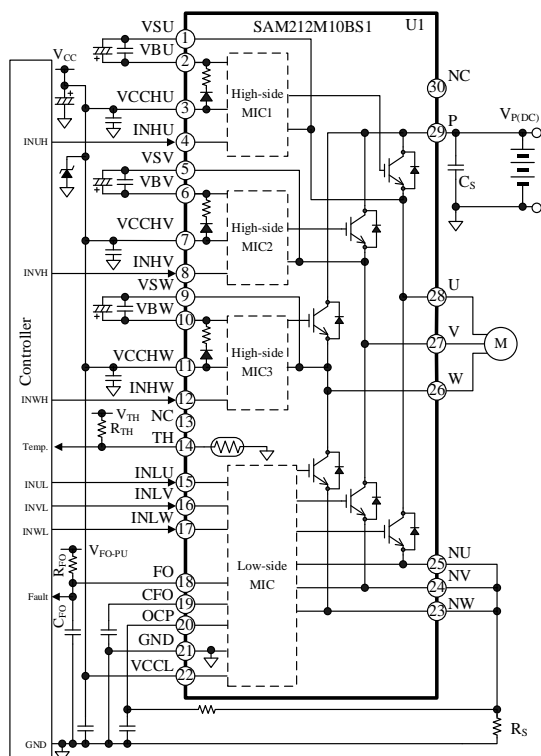 SAM212M10BS1
U1
VCC
VSU
1
VBU
2
VCCHU
3
INUH
INHU
4
High-side
MIC1
VSV
5
VBV
6
VCCHV
7
INVH
INHV
8
High-side
MIC2
VSW
9
VBW
10
VCCHW
11
INWH
INHW
12
High-side
MIC3
NC
13
VTH
RTH
Temp.
TH
14
INUL
INLU
15
INVL
INLV
16
INWL
INLW
17
VFO-PU
RFO
FO
18
Fault
CFO
CFO
19
OCP
20
GND
21
VCCL
22
Low-side
MIC
GND
Controller
NC
30
P
29
VP(DC)
CS
U
28
V
27
W
26
M
NU
25
NV
24
NW
23
RS